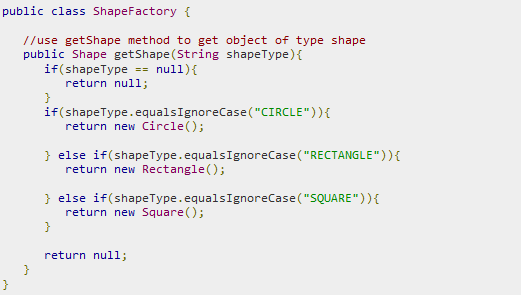 public class ShapeFactory {
//use getShape method to get object of type shape
public Shape getShape(String shapeType){
if(shapeType == null){
return null;
}
if(shapeType.equalsIgnoreCase("CIRCLE")){
return new Circle();
} else if(shapeType.equalsIgnoreCase("RECTANGLE")){
return new Rectangle();
} else if(shapeType.equalsIgnoreCase("SQUARE")){
return new Square();
}
return null;
}
}